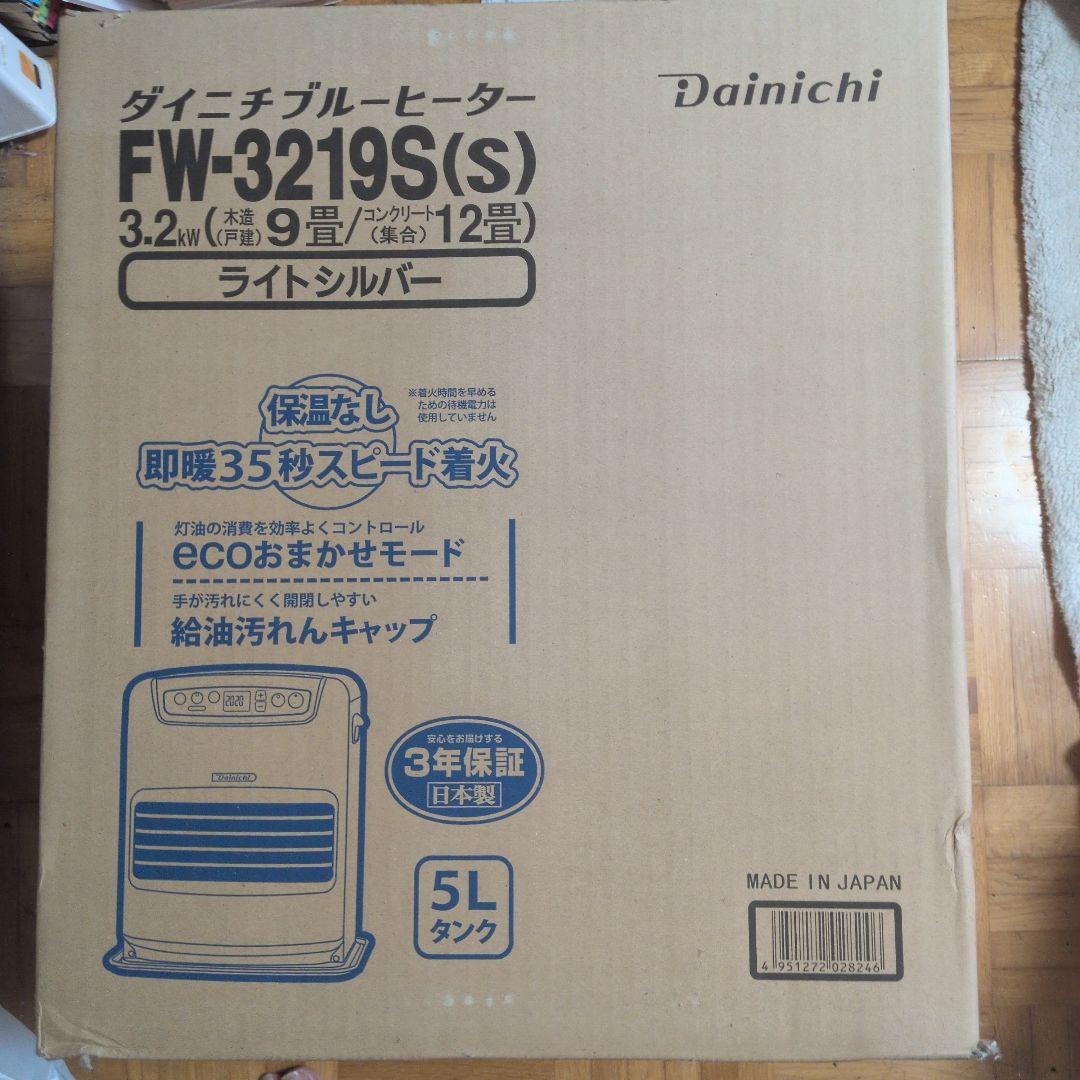 ダイニチブルーヒーター
Dainichi
FW-3219S(S)
3.2kW(木造(戸建)9畳/コンクリート(集合)12畳)
ライトシルバー
保温なし
※着火時間を早める
ための待機電力は
使用していません
即暖35秒スピード着火
灯油の消費を効率よくコントロール
ecoおまかせモード
手が汚れにくく開閉しやすい
給油汚れんキャップ
2020
Dainichi
安心をお届けする
3年保証
日本製
5L
タンク
MADE IN JAPAN
4 951272 028246